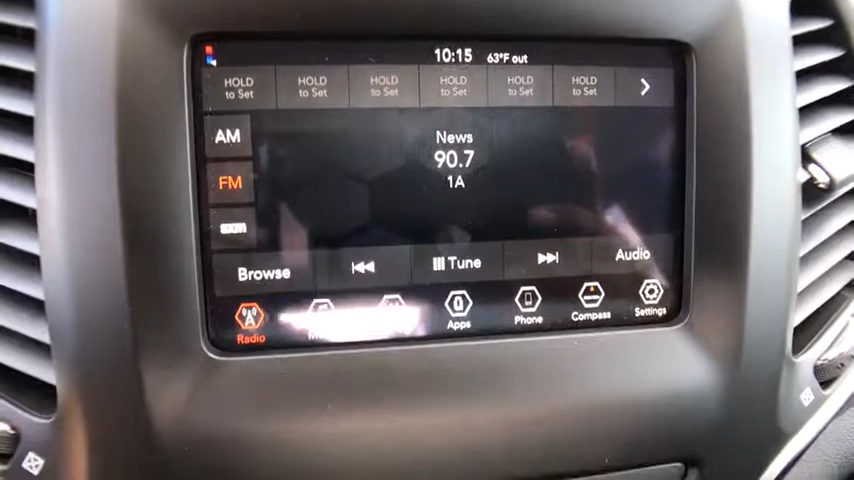 10:15 63°F out
HOLD to Set
HOLD to Set
HOLD to Set
HOLD to Set
HOLD to Set
HOLD to Set
AM
FM
News
90.7
1A
Browse
Tune
Audio
Radio
Apps
Phone
Compass
Settings